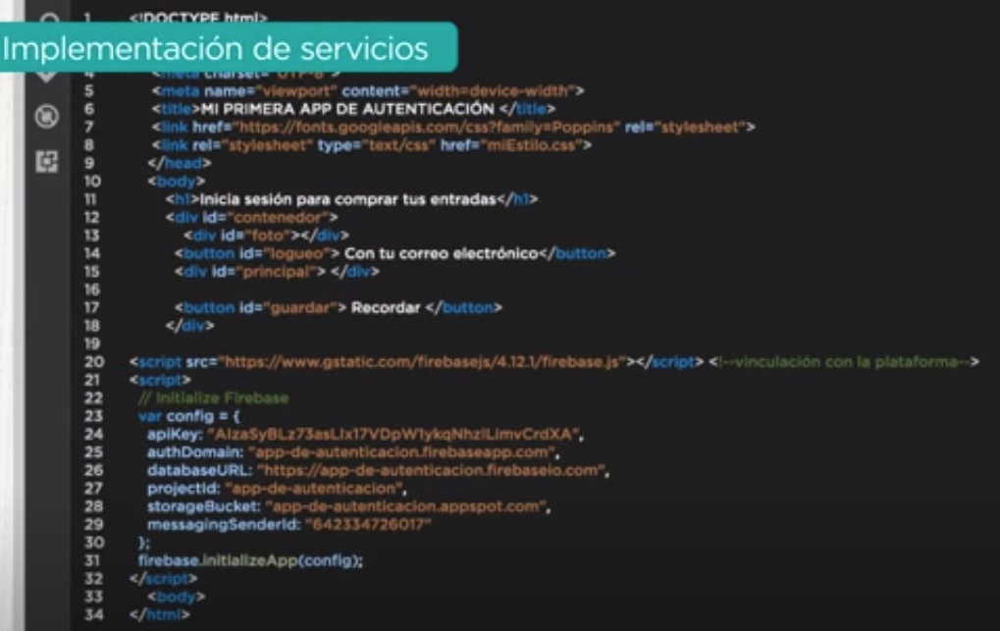 1 <!DOCTYPE html>
Implementación de servicios
4 <meta charset="UTF-8">
5 <meta name="viewport" content="width=device-width">
6 <title>MI PRIMERA APP DE AUTENTICACIÓN </title>
7 <link href="https://fonts.googleapis.com/css?family=Poppins" rel="stylesheet">
8 <link rel="stylesheet" type="text/css" href="miEstilo.css">
9 </head>
10 <body>
11 <h1>Inicia sesión para comprar tus entradas</h1>
12 <div id="contenedor">
13 <div id="foto"></div>
14 <button id="logueo"> Con tu correo electrónico</button>
15 <div id="principal"> </div>
16
17 <button id="guardar"> Recordar </button>
18 </div>
19
20 <script src="https://www.gstatic.com/firebasejs/4.12.1/firebase.js"></script> <!--vinculación con la plataforma-->
21 <script>
22 // Initialize Firebase
23 var config = {
24 apiKey:
25 authDomain: "app-de-autenticacion.firebaseapp.com",
26 databaseURL: "https://app-de-autenticacion.firebaseio.com",
27 projectId: "app-de-autenticacion",
28 storageBucket: "app-de-autenticacion.appspot.com",
29 messagingSenderId: "642334726017"
30 };
31 firebase.initializeApp(config);
32 </script>
33 <body>
34 </html>